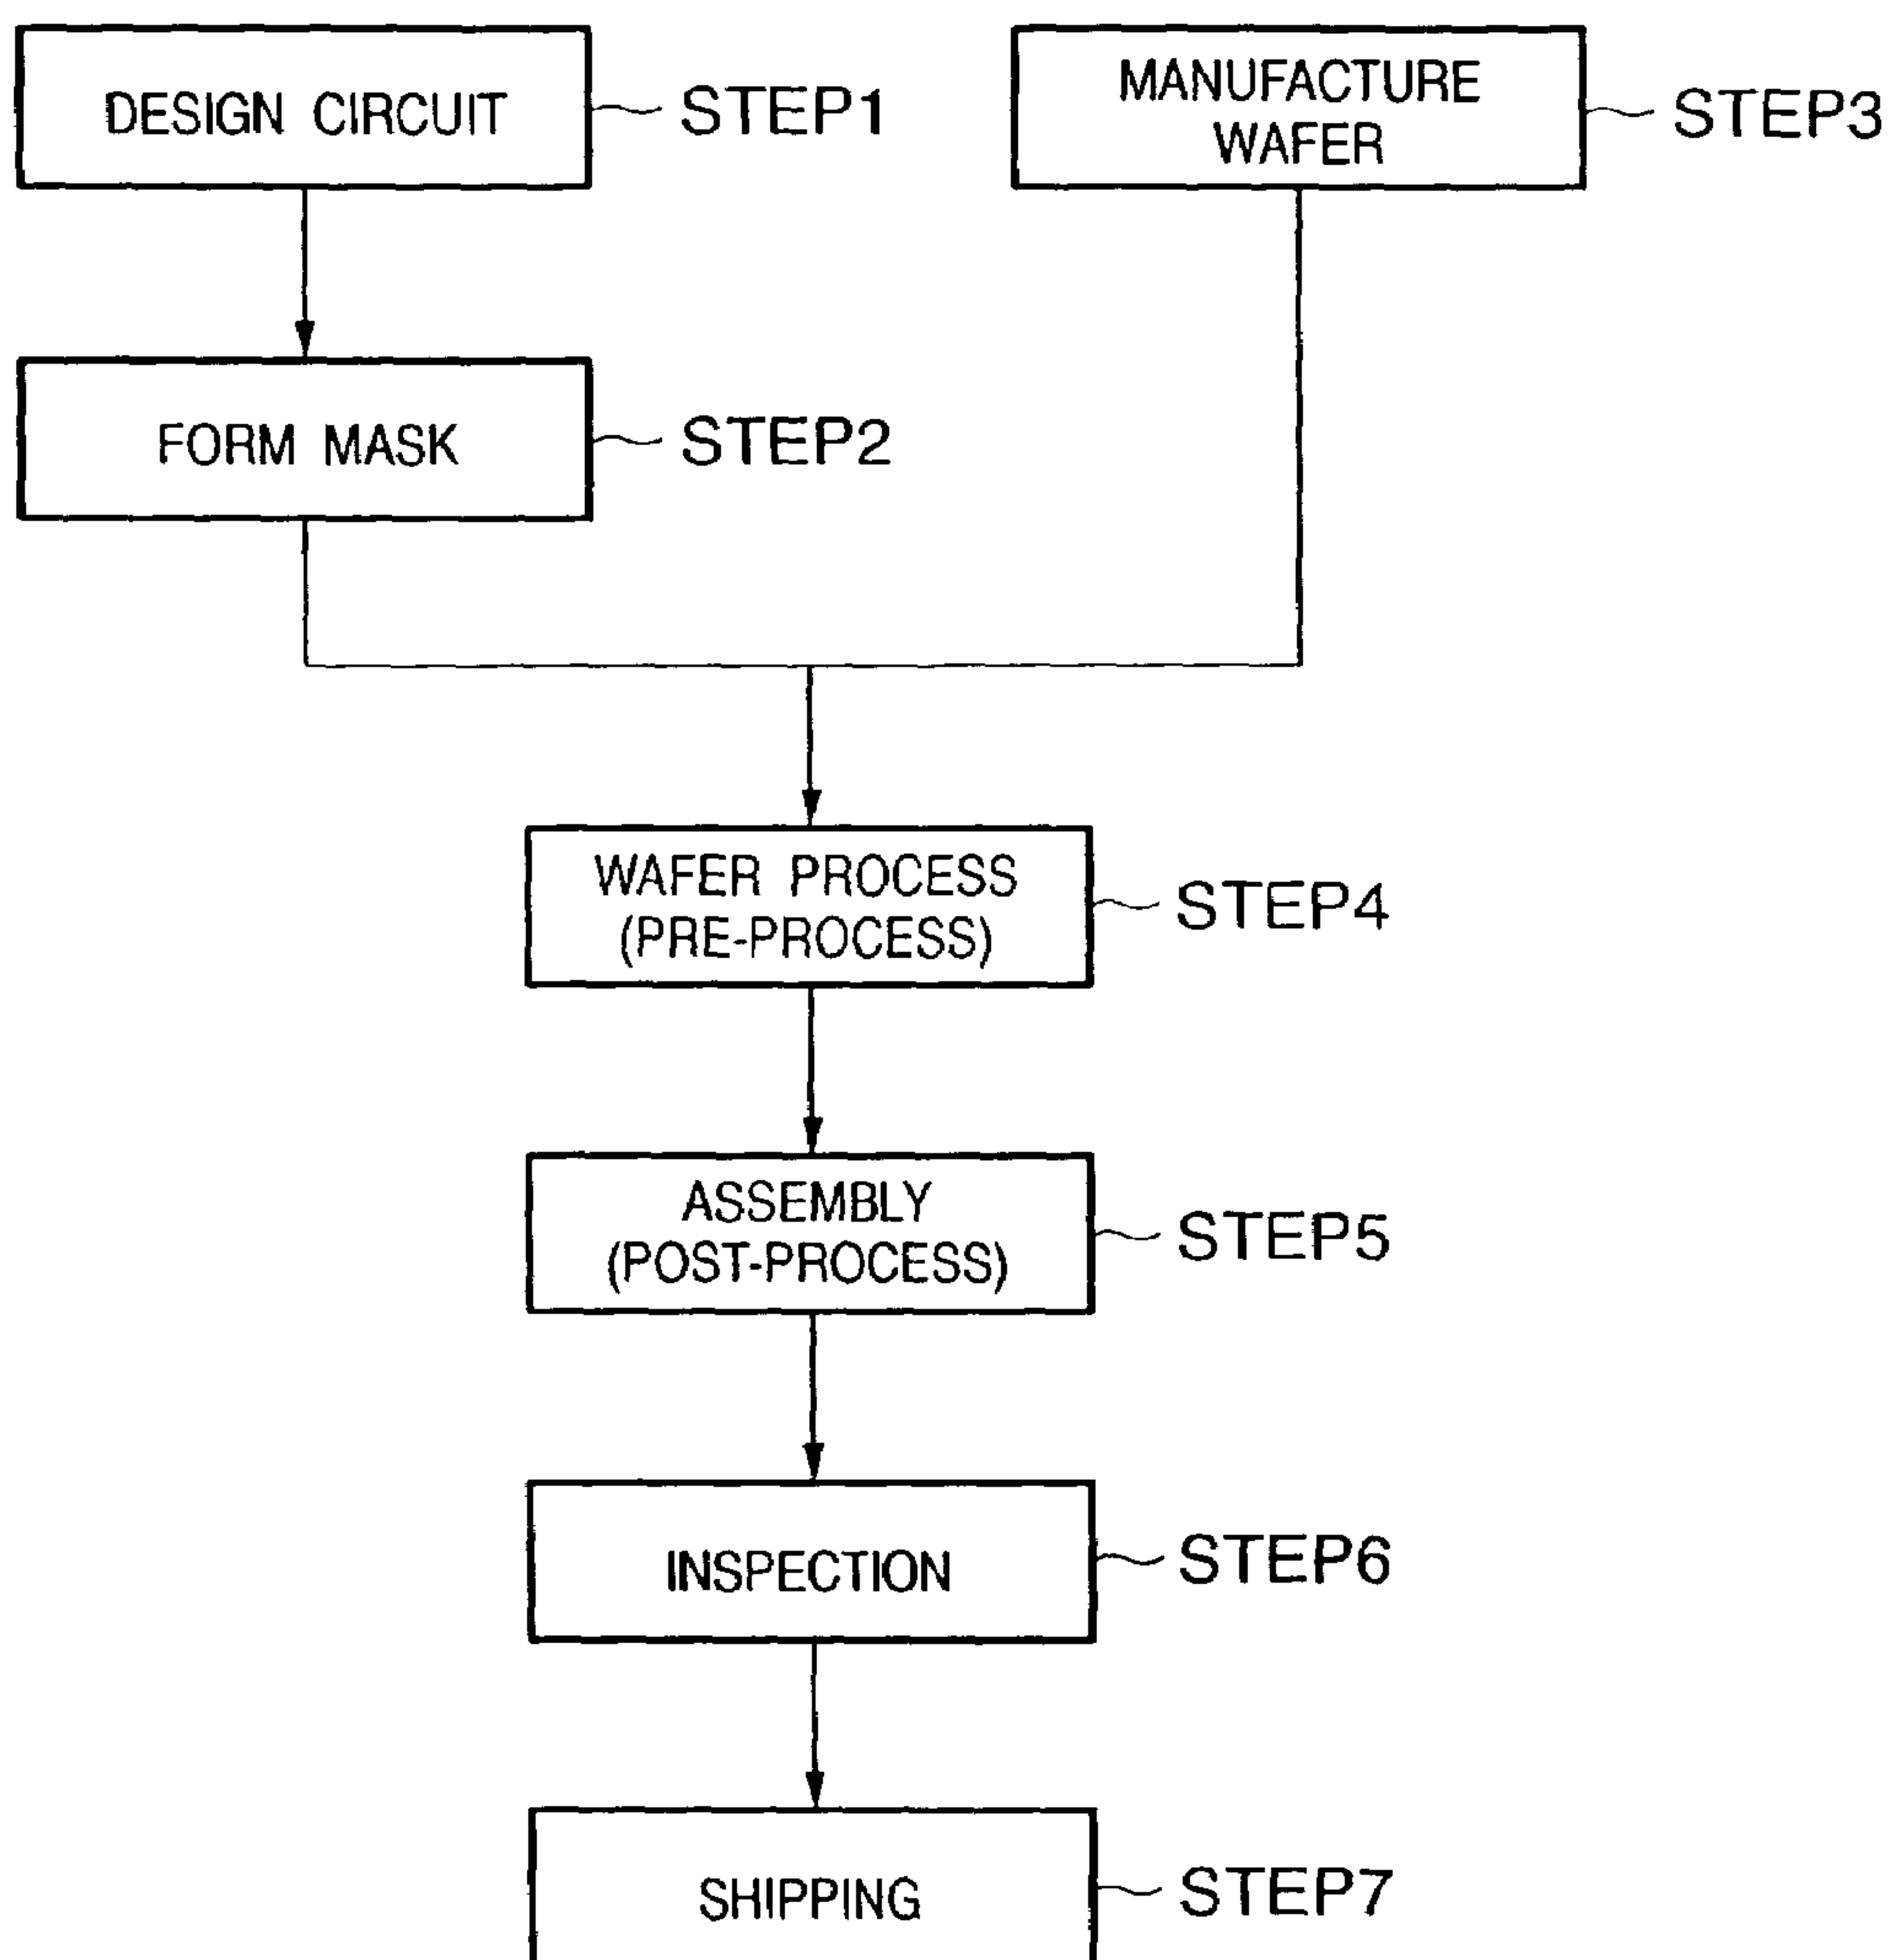 DESIGN CIRCUIT
STEP1
MANUFACTURE
WAFER
STEP3
FORM MASK
STEP2
WAFER PROCESS
(PRE-PROCESS)
STEP4
ASSEMBLY
(POST-PROCESS)
STEP5
INSPECTION
STEP6
SHIPPING
STEP7